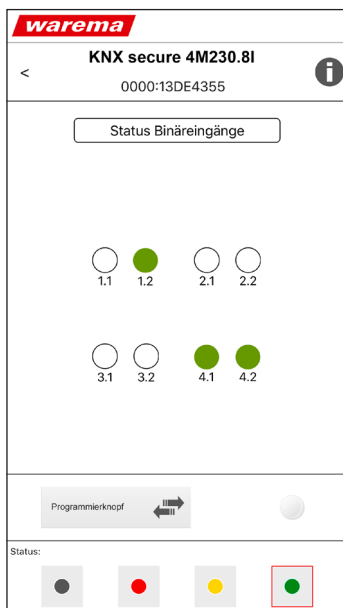 warema
KNX secure 4M230.8I
<
0000:13DE4355
i
Status Binäreingänge
1.1 1.2 2.1 2.2
3.1 3.2 4.1 4.2
Programmierknopf
Status: